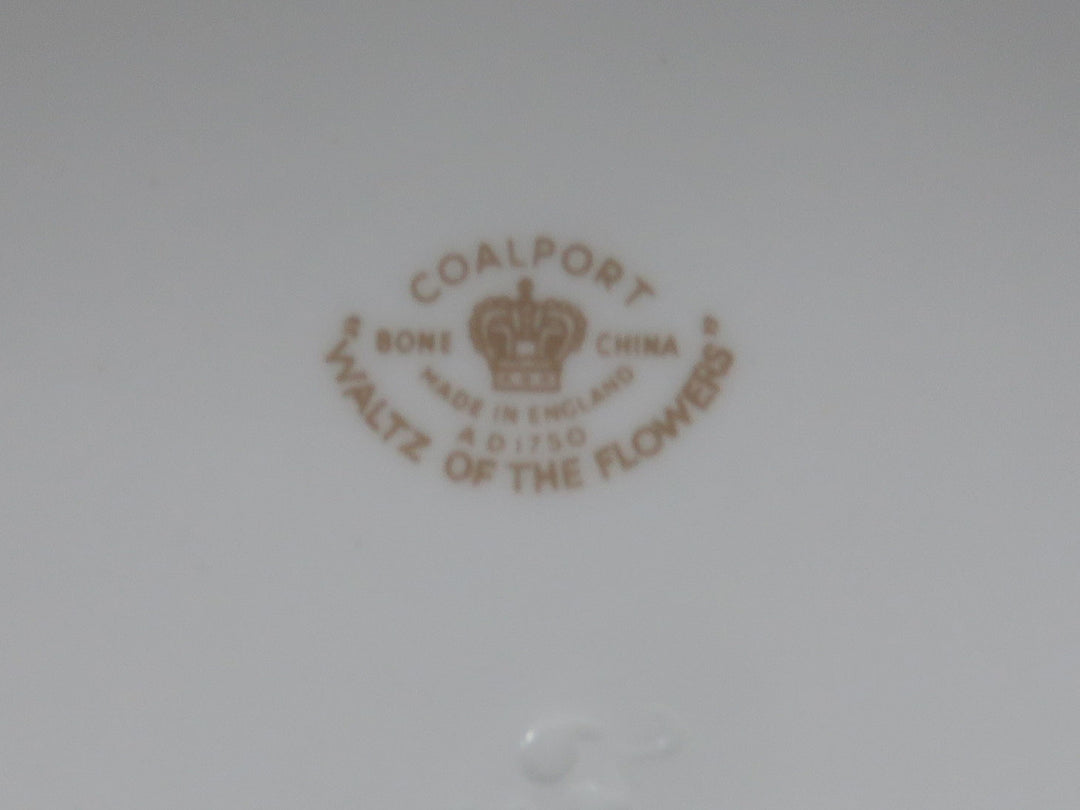 COALPORT
BONE CHINA
MADE IN ENGLAND
A D 1750
"WALTZ OF THE FLOWERS"